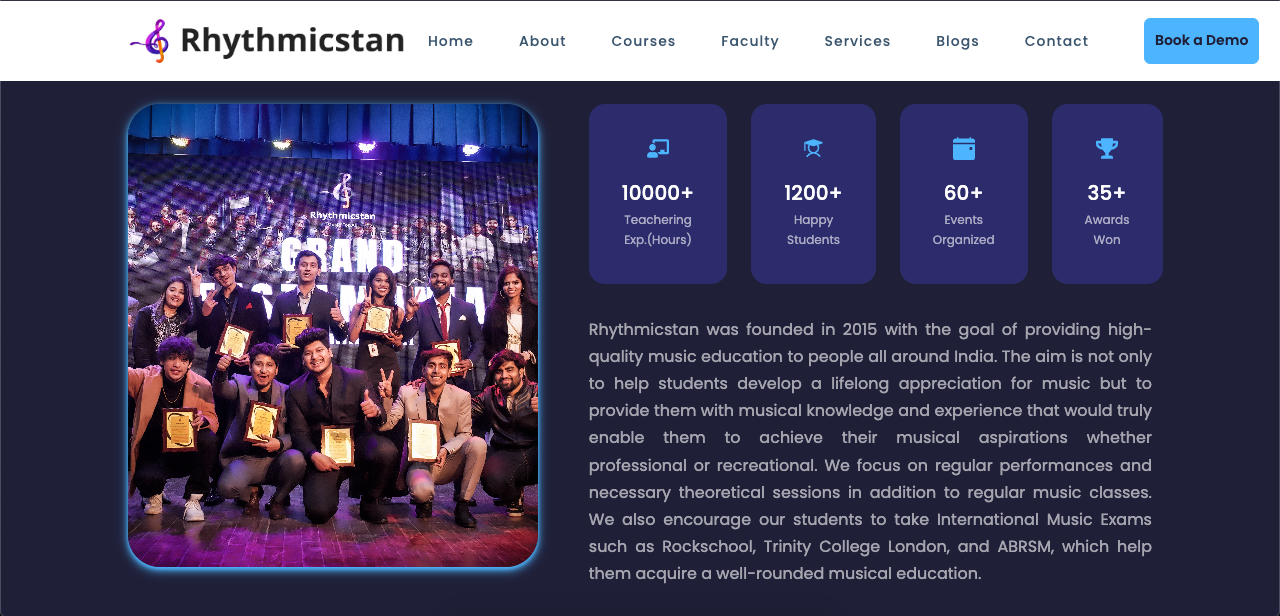 Rhythmicstan
Home About Courses Faculty Services Blogs Contact
Book a Demo
Rhythmicstan
GRAND
10000+
Teachering
Exp.(Hours)
1200+
Happy
Students
60+
Events
Organized
35+
Awards
Won
Rhythmicstan was founded in 2015 with the goal of providing high-
quality music education to people all around India. The aim is not only
to help students develop a lifelong appreciation for music but to
provide them with musical knowledge and experience that would truly
enable them to achieve their musical aspirations whether
professional or recreational. We focus on regular performances and
necessary theoretical sessions in addition to regular music classes.
We also encourage our students to take International Music Exams
such as Rockschool, Trinity College London, and ABRSM, which help
them acquire a well-rounded musical education.